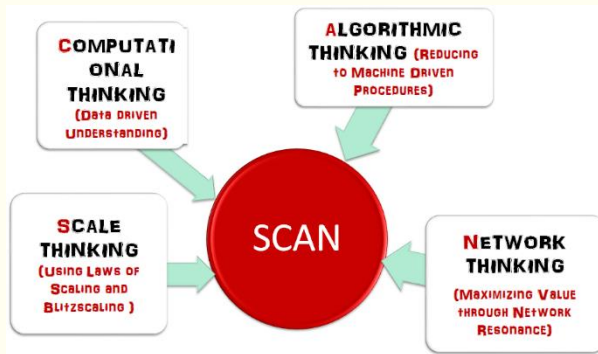 COMPUTATI
ONAL
THINKING
(DATA DRIVEN
UNDERSTANDING)
ALGORITHMIC
THINKING (REDUCING
TO MACHINE DRIVEN
PROCEDURES)
SCAN
SCALE
THINKING
(USING LAWS OF
SCALING AND
BLITZSCALING )
NETWORK
THINKING
(MAXIMIZING VALUE
THROUGH NETWORK
RESONANCE)